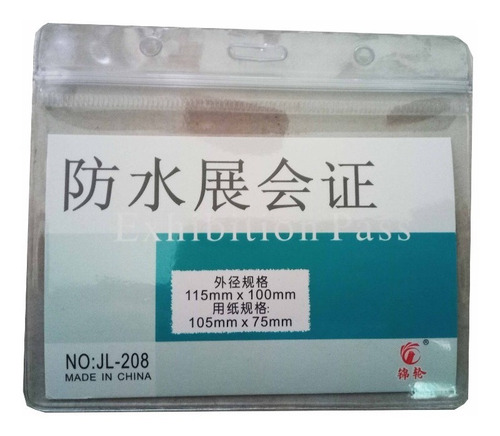 防水展会证
Exhibition Pass
外径规格
115mm x 100mm
用纸规格:
105mm x 75mm
NO:JL-208
MADE IN CHINA
®
锦轮